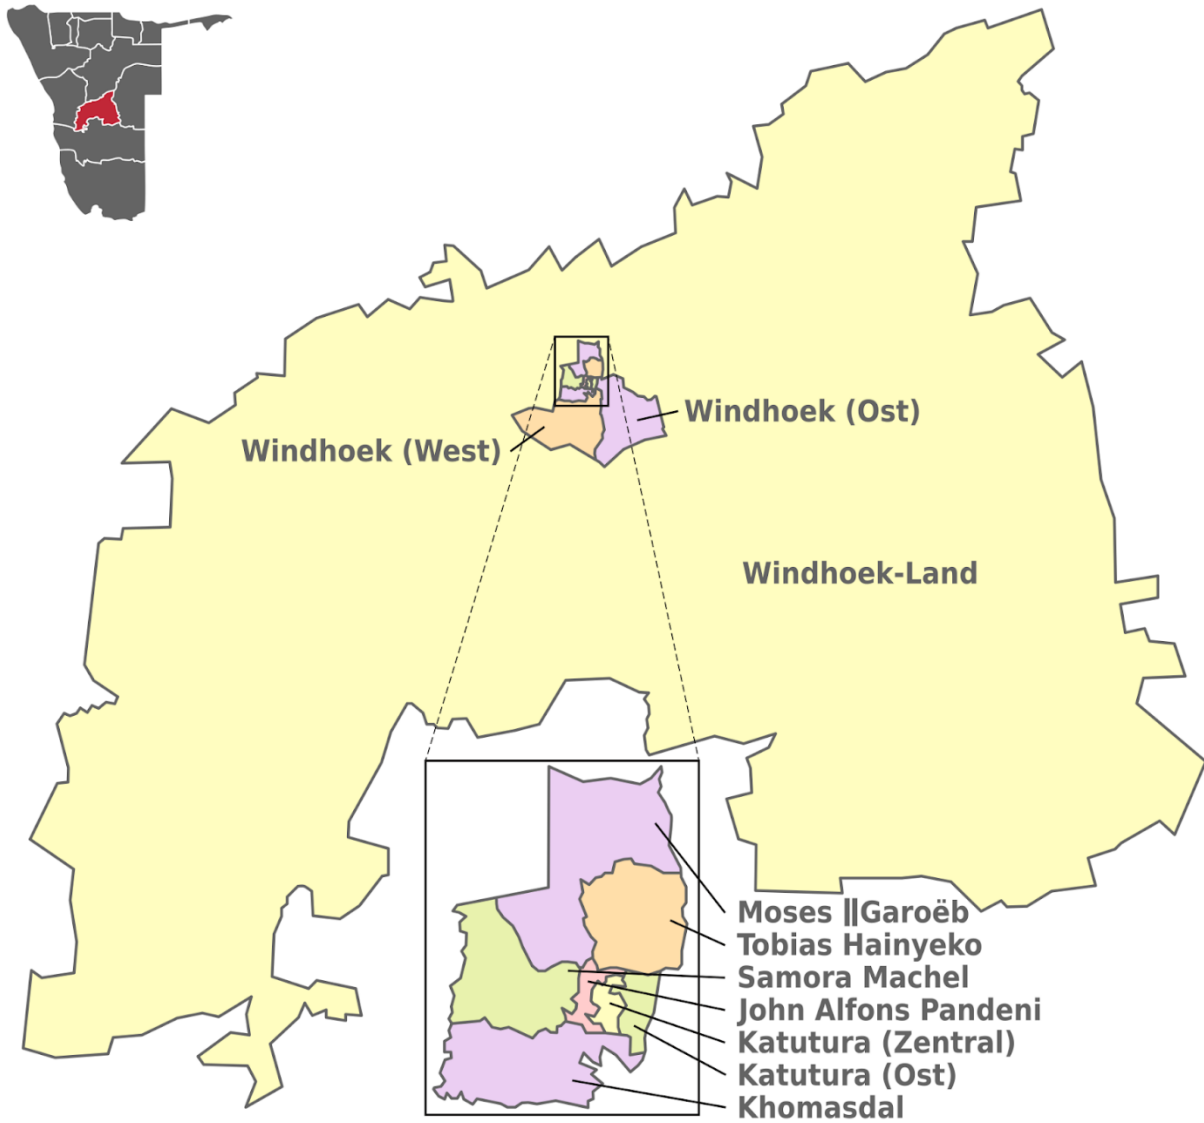 Windhoek (Ost)
Windhoek (West)
Windhoek-Land
Moses ǁGaroëb
Tobias Hainyeko
Samora Machel
John Alfons Pandeni
Katutura (Zentral)
Katutura (Ost)
Khomasdal